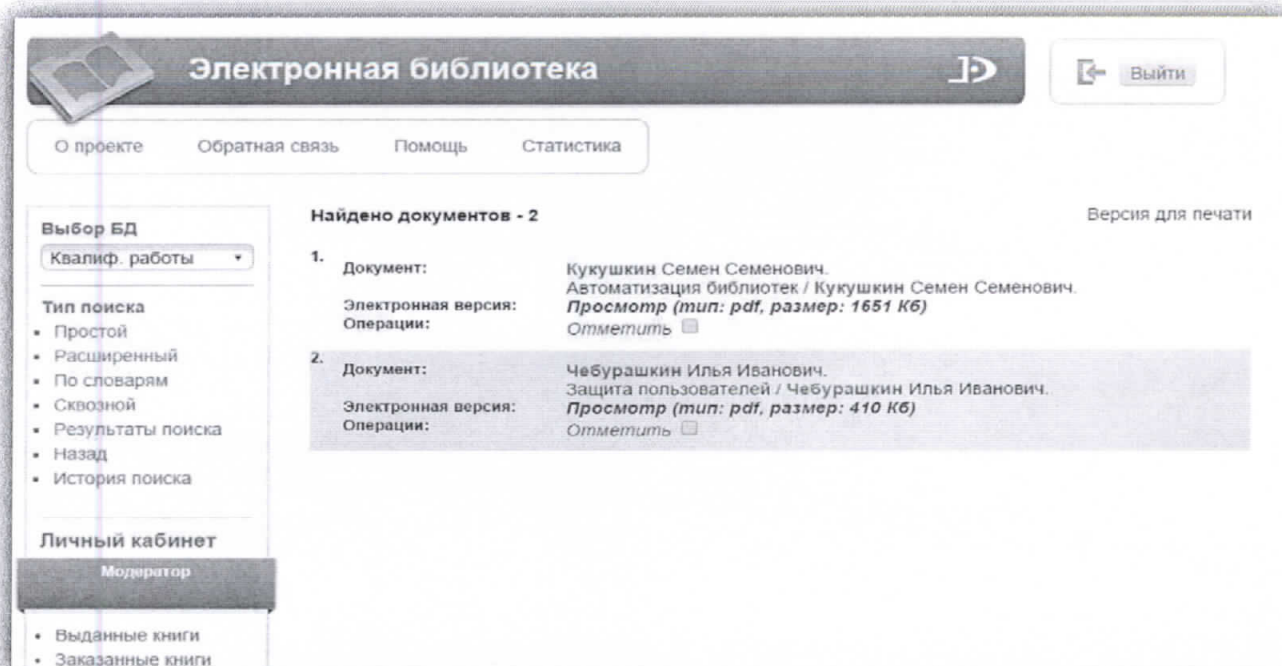 Электронная библиотека
Выйти
О проекте Обратная связь Помощь Статистика
Выбор БД
Квалиф. работы
Тип поиска
Простой
Расширенный
По словарям
Сквозной
Результаты поиска
Назад
История поиска
Личный кабинет
Модератор
Выданные книги
Заказанные книги
Найдено документов - 2 Версия для печати
1.
Документ: Кукушкин Семен Семенович.
Автоматизация библиотек / Кукушкин Семен Семенович.
Электронная версия: Просмотр (тип: pdf, размер: 1651 Кб)
Операции: Отметить
2.
Документ: Чебурашкин Илья Иванович.
Защита пользователей / Чебурашкин Илья Иванович.
Электронная версия: Просмотр (тип: pdf, размер: 410 Кб)
Операции: Отметить